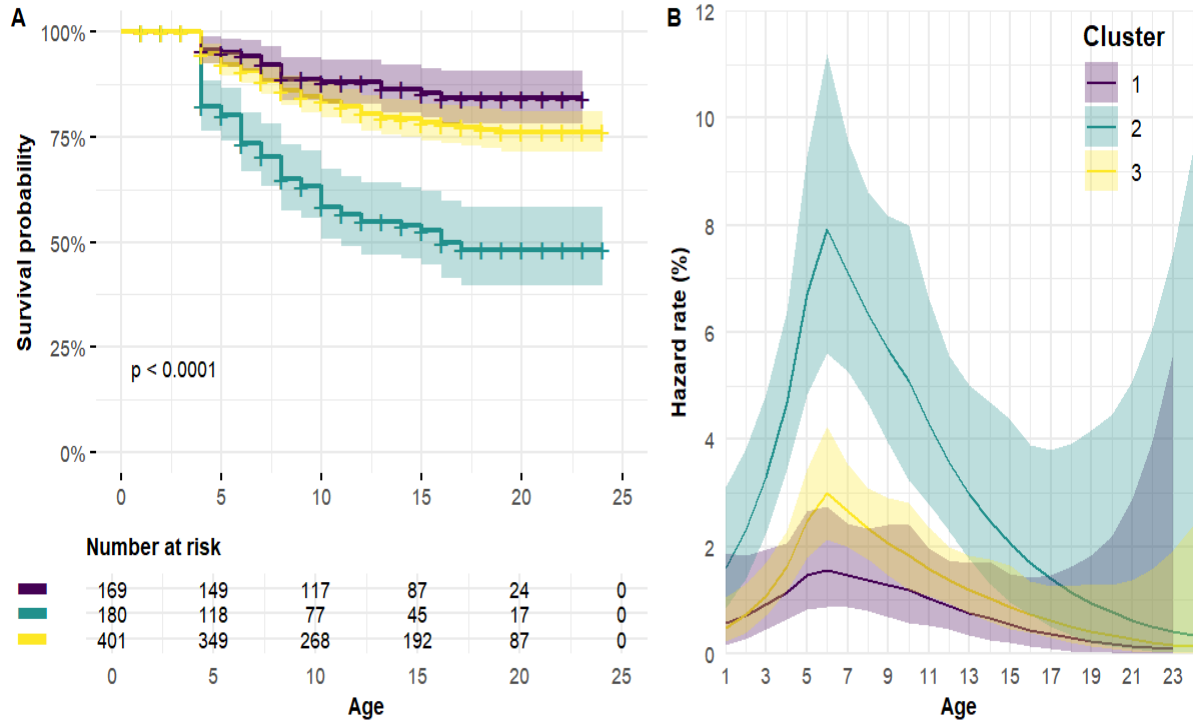 A
100%
75%
50%
25%
0%
Survival probability
p < 0.0001
0 5 10 15 20 25
Number at risk
169 149 117 87 24 0
180 118 77 45 17 0
401 349 268 192 87 0
0 5 10 15 20 25
Age
B
12
10
8
6
4
2
0
Hazard rate (%)
Cluster
1
2
3
1 3 5 7 9 11 13 15 17 19 21 23
Age